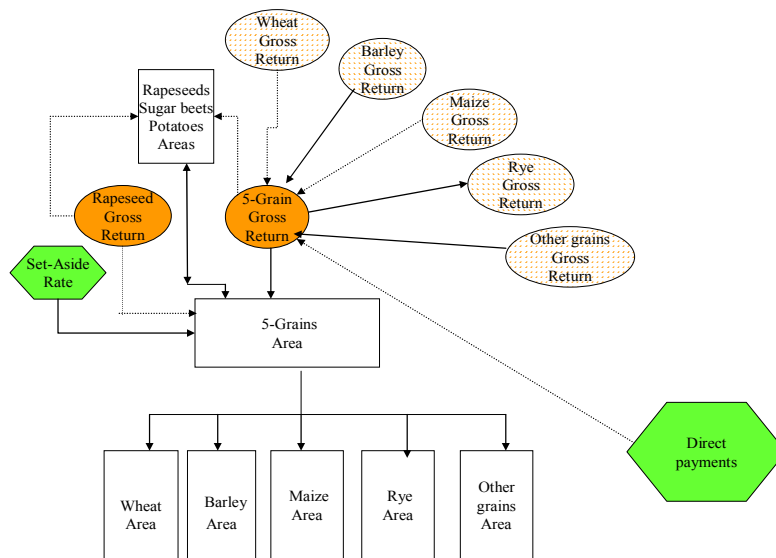 Wheat
Gross
Return
Barley
Gross
Return
Rapeseeds
Sugar beets
Potatoes
Areas
Maize
Gross
Return
Rye
Gross
Return
Rapeseed
Gross
Return
5-Grain
Gross
Return
Other grains
Gross
Return
Set-Aside
Rate
5-Grains
Area
Direct
payments
Wheat
Area
Barley
Area
Maize
Area
Rye
Area
Other
grains
Area